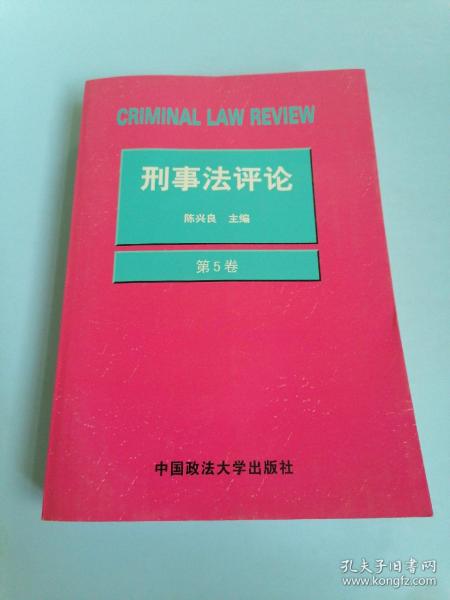 CRIMINAL LAW REVIEW
刑事法评论
陈兴良 主编
第5卷
中国政法大学出版社
孔夫子旧书网
www.kongfz.com